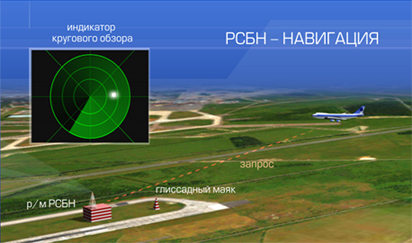 индикатор
кругового обзора
РСБН – НАВИГАЦИЯ
запрос
глиссадный маяк
р/м РСБН